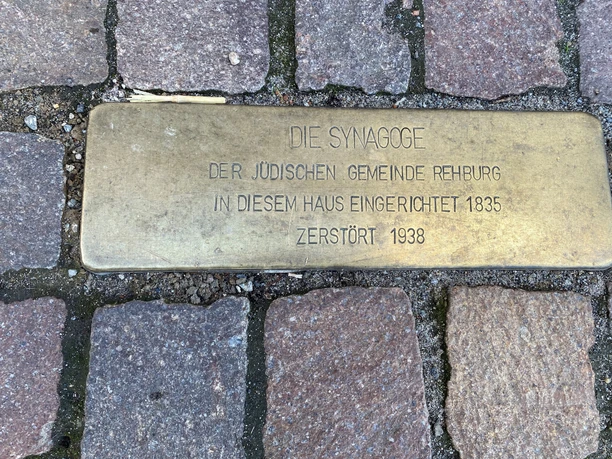 DIE SYNAGOGE
DER JÜDISCHEN GEMEINDE REHBURG
IN DIESEM HAUS EINGERICHTET 1835
ZERSTÖRT 1938